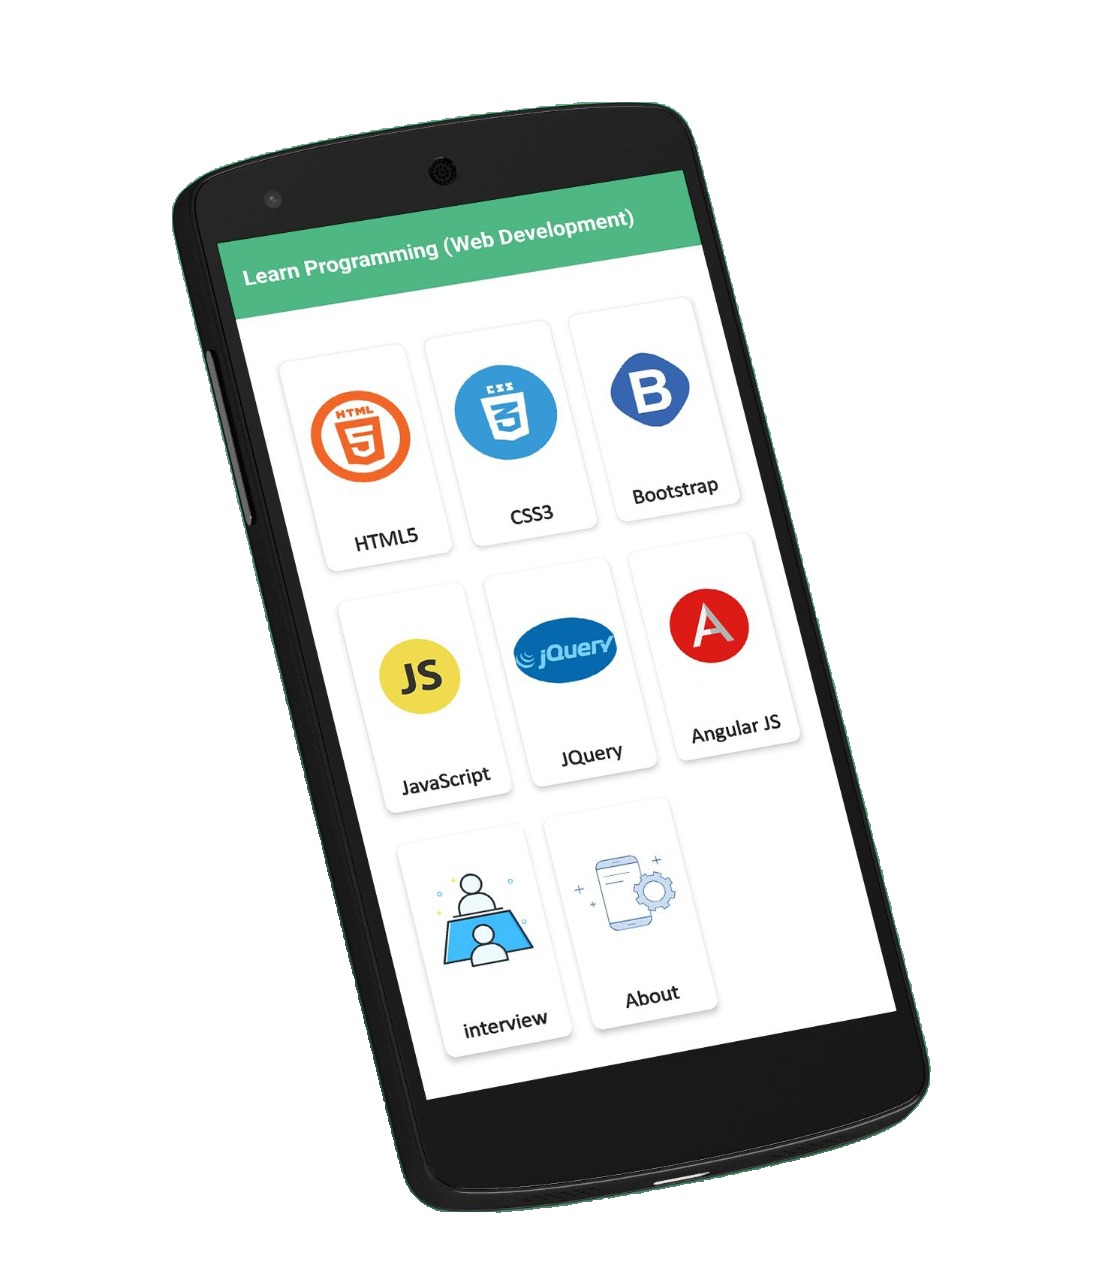 Learn Programming (Web Development)
HTML
5
HTML5
CSS
3
CSS3
B
Bootstrap
JS
JavaScript
jQuery
JQuery
A
Angular JS
interview
About